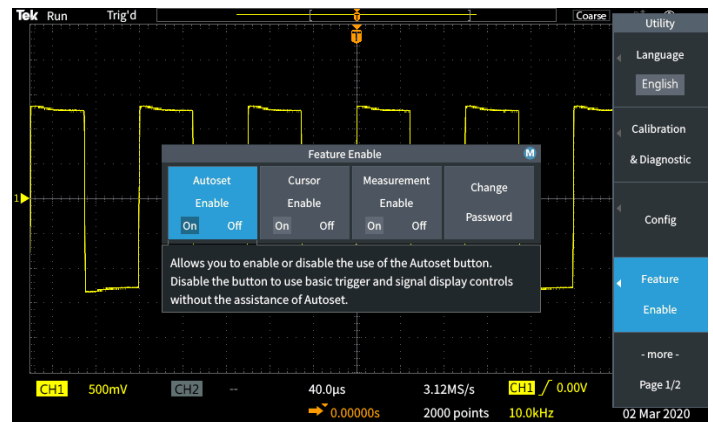 Tek Run Trig'd T Coarse
Utility
T
Language
English
Calibration
& Diagnostic
Feature Enable M
Autoset
Enable
On Off
Cursor
Enable
On Off
Measurement
Enable
On Off
Change
Password
1
Config
Allows you to enable or disable the use of the Autoset button.
Disable the button to use basic trigger and signal display controls
without the assistance of Autoset.
Feature
Enable
- more -
Page 1/2
CH1 500mV CH2 -- 40.0µs 3.12MS/s CH1 0.00V
0.00000s 2000 points 10.0kHz 02 Mar 2020